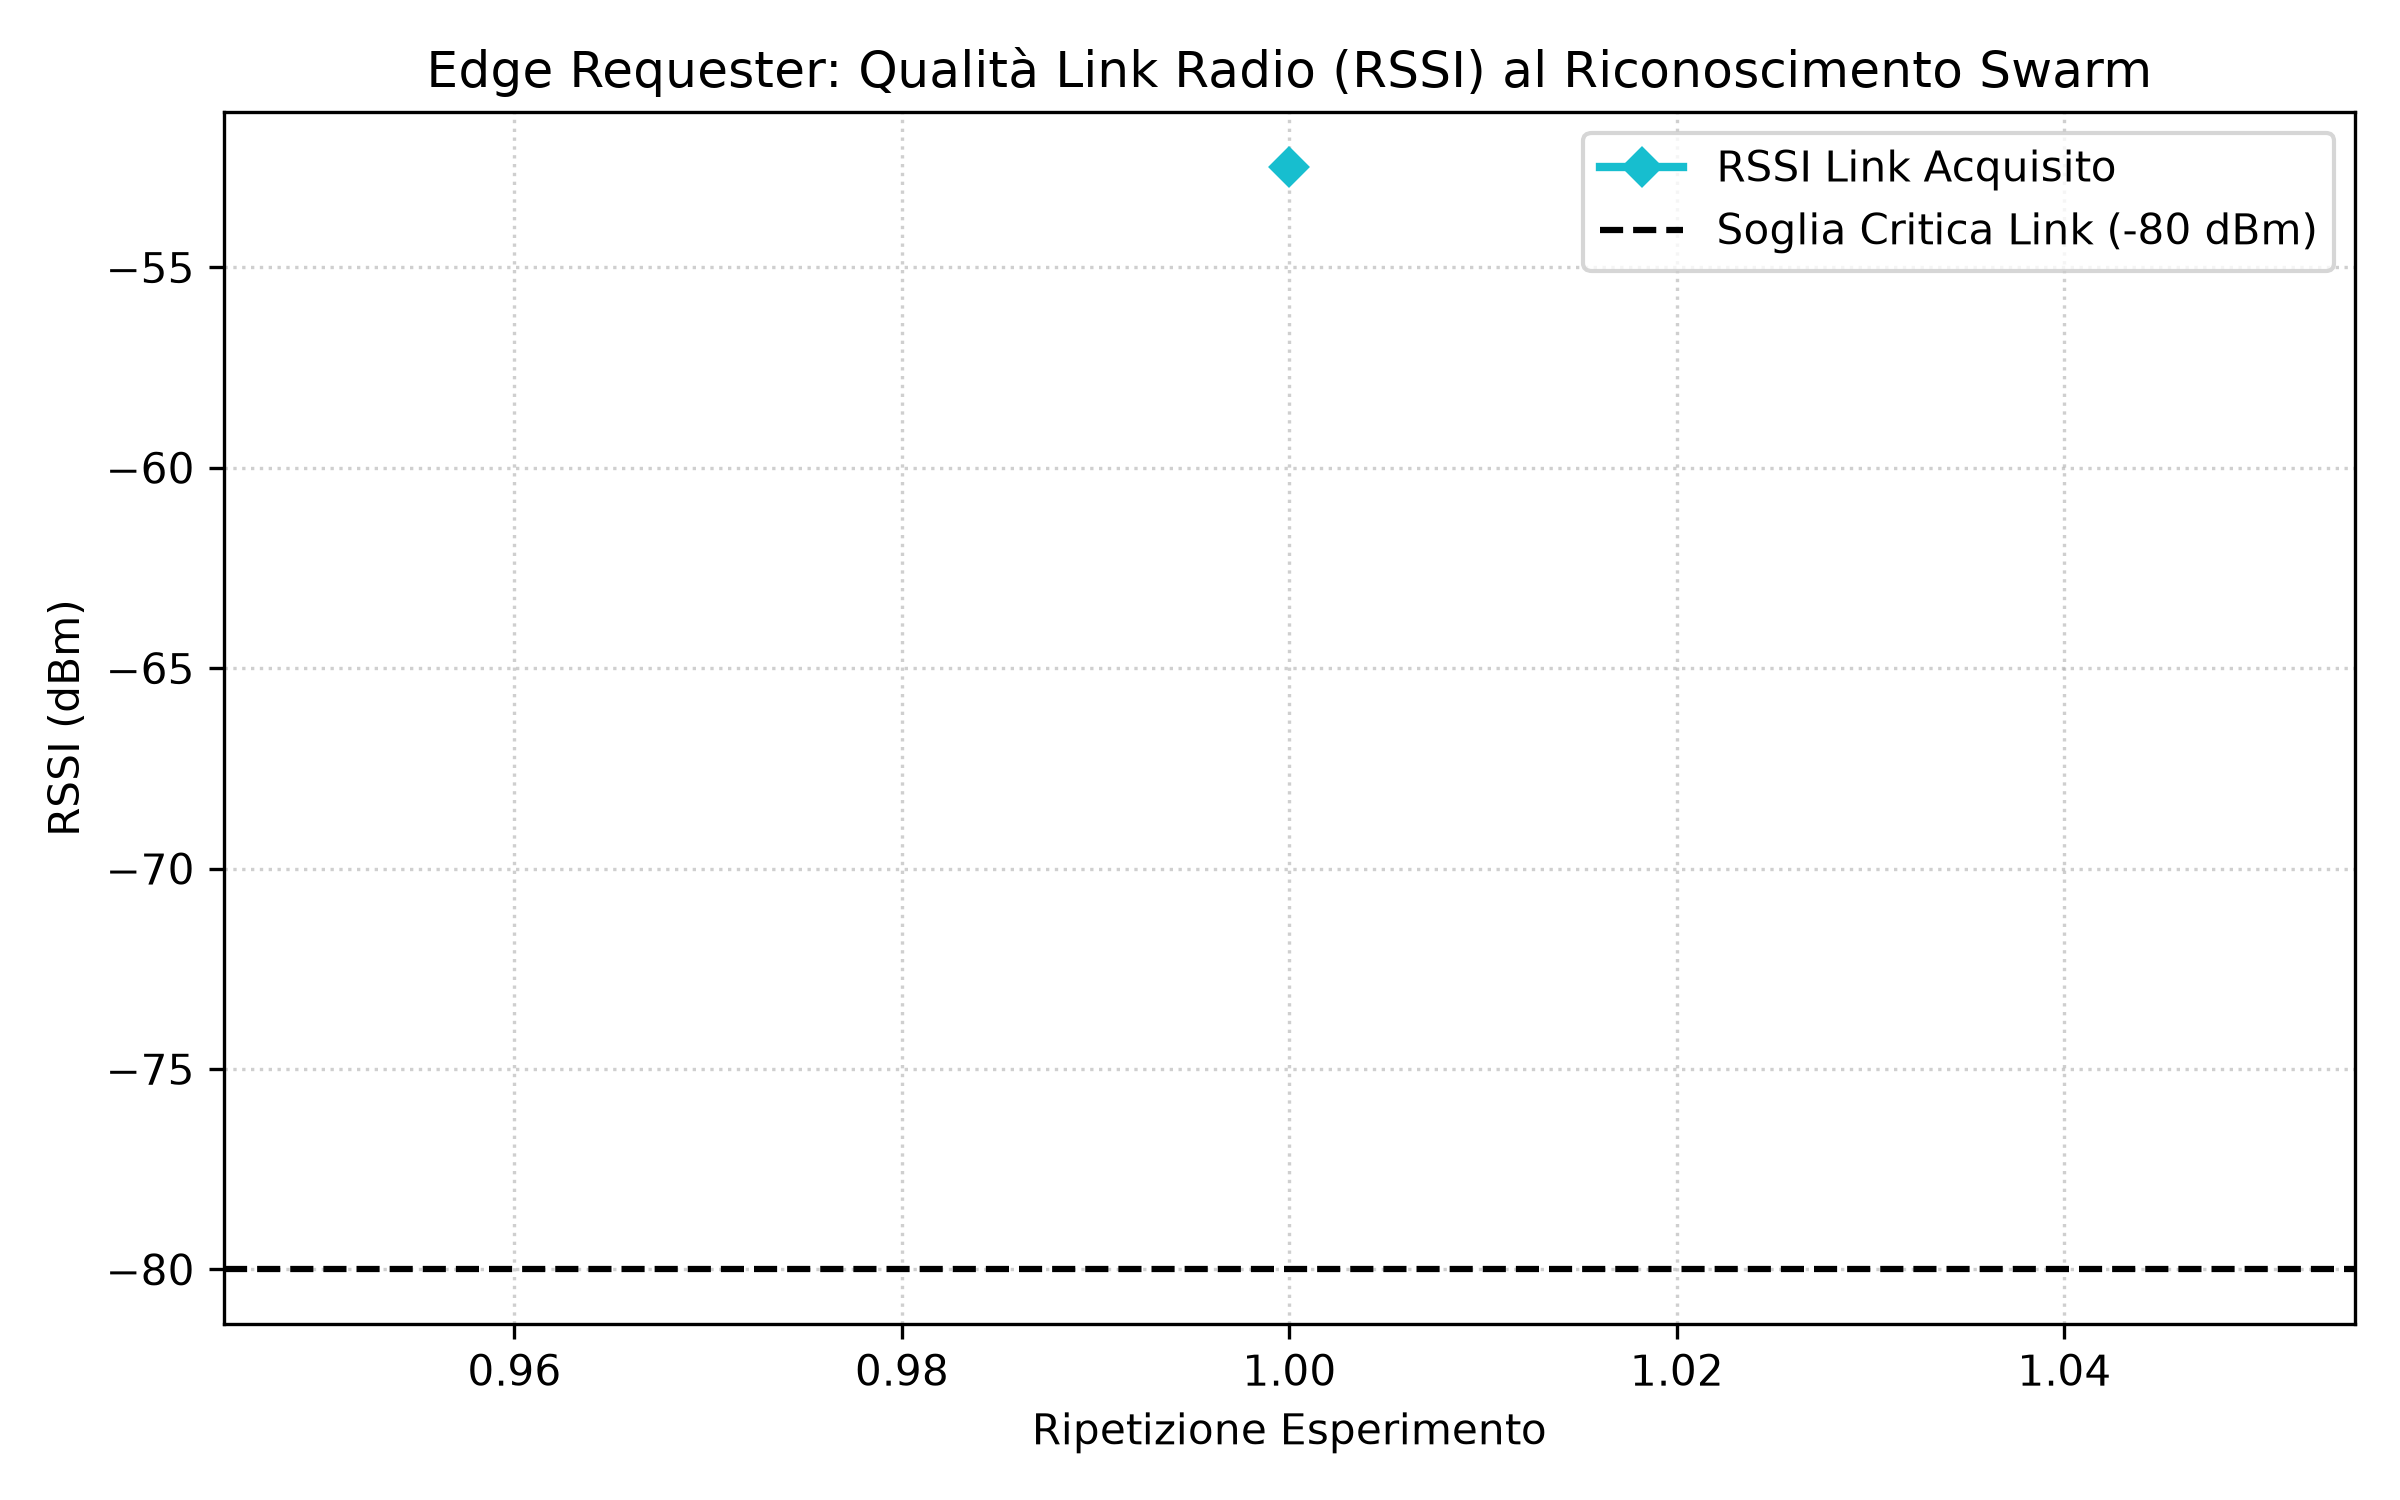 Edge Requester: Qualità Link Radio (RSSI) al Riconoscimento Swarm
RSSI Link Acquisito
Soglia Critica Link (-80 dBm)
RSSI (dBm)
−55
−60
−65
−70
−75
−80
0.96 0.98 1.00 1.02 1.04
Ripetizione Esperimento